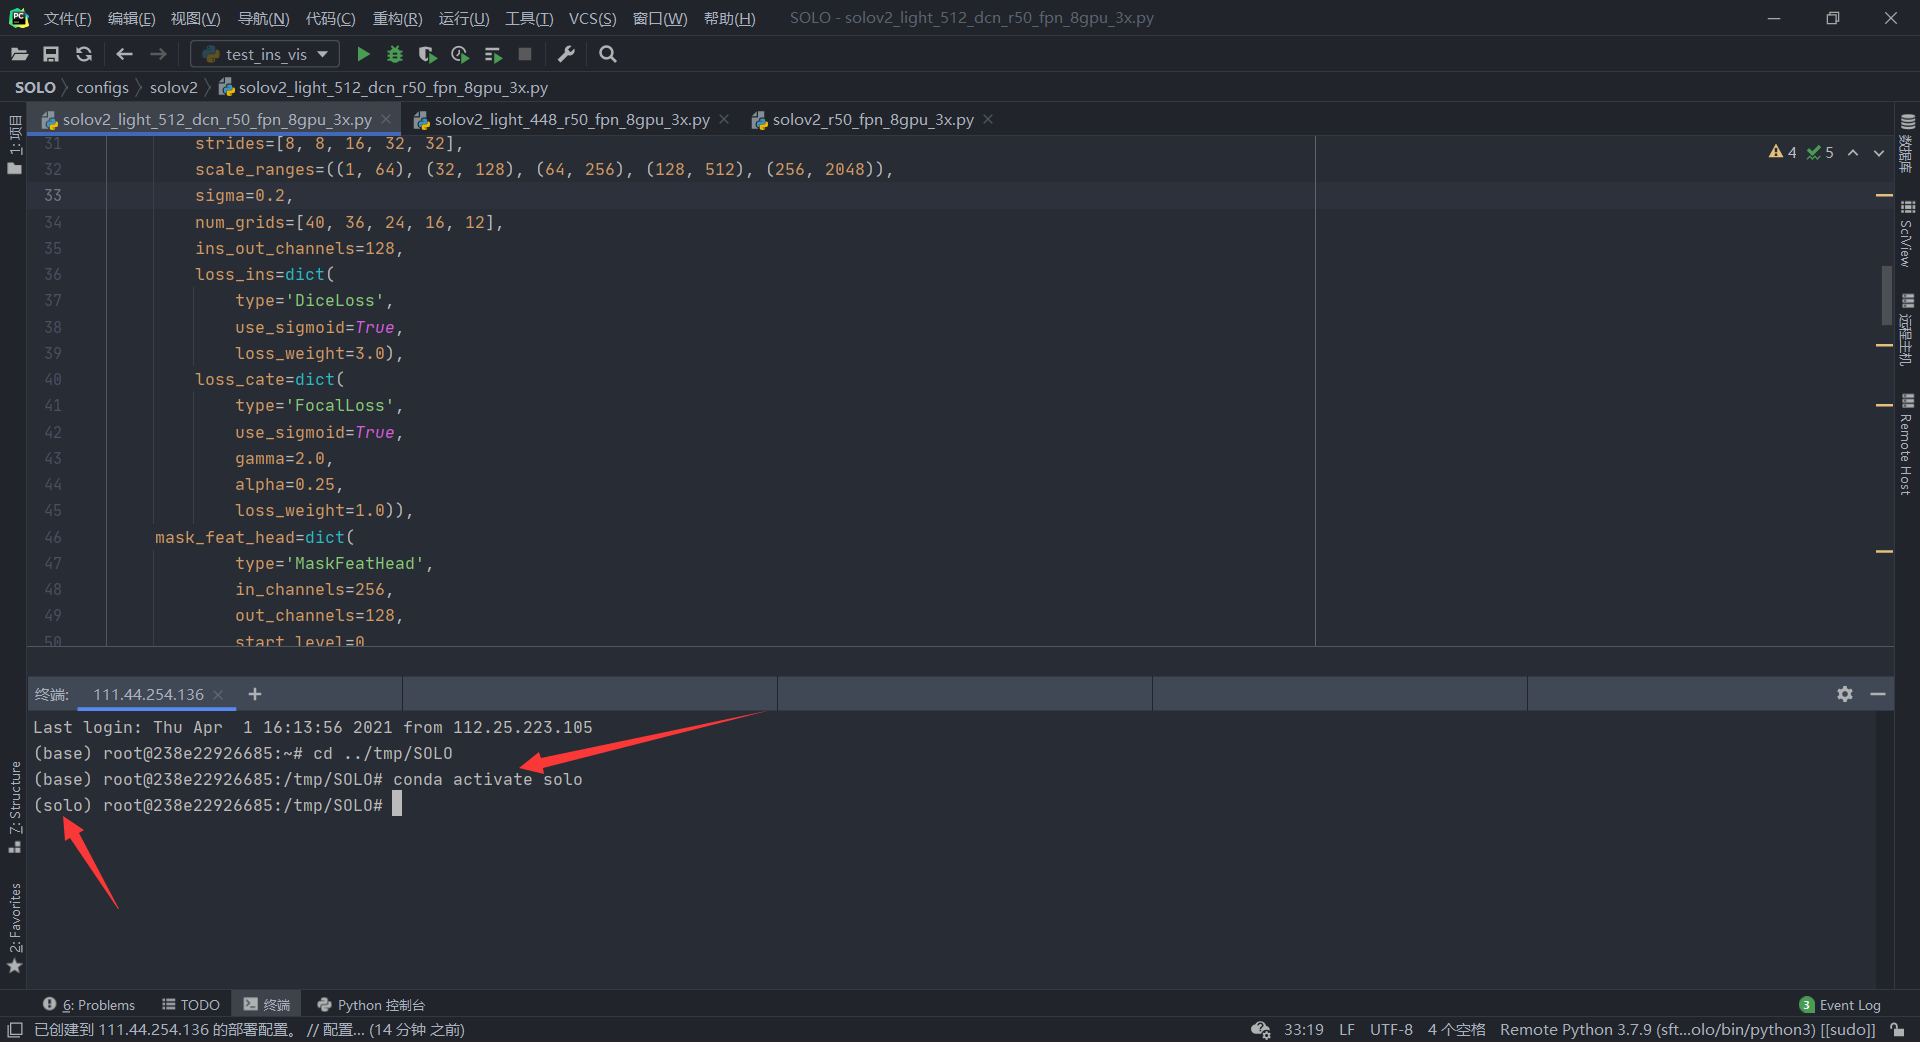 文件(F) 编辑(E) 视图(V) 导航(N) 代码(C) 重构(R) 运行(U) 工具(T) VCS(S) 窗口(W) 帮助(H) SOLO - solov2_light_512_dcn_r50_fpn_8gpu_3x.py
test_ins_vis
SOLO configs solov2 solov2_light_512_dcn_r50_fpn_8gpu_3x.py
solov2_light_512_dcn_r50_fpn_8gpu_3x.py solov2_light_448_r50_fpn_8gpu_3x.py solov2_r50_fpn_8gpu_3x.py
4 5
31 strides=[8, 8, 16, 32, 32],
32 scale_ranges=((1, 64), (32, 128), (64, 256), (128, 512), (256, 2048)),
33 sigma=0.2,
34 num_grids=[40, 36, 24, 16, 12],
35 ins_out_channels=128,
36 loss_ins=dict(
37 type='DiceLoss',
38 use_sigmoid=True,
39 loss_weight=3.0),
40 loss_cate=dict(
41 type='FocalLoss',
42 use_sigmoid=True,
43 gamma=2.0,
44 alpha=0.25,
45 loss_weight=1.0)),
46 mask_feat_head=dict(
47 type='MaskFeatHead',
48 in_channels=256,
49 out_channels=128,
50 start_level=0
1: 项目
7: Structure
2: Favorites
数据库
SciView
远程主机
Remote Host
终端: 111.44.254.136
Last login: Thu Apr  1 16:13:56 2021 from 112.25.223.105
(base) root@238e22926685:~# cd ../tmp/SOLO
(base) root@238e22926685:/tmp/SOLO# conda activate solo
(solo) root@238e22926685:/tmp/SOLO#
6: Problems TODO 终端 Python 控制台 3 Event Log
已创建到 111.44.254.136 的部署配置。 // 配置... (14 分钟 之前) 33:19 LF UTF-8 4 个空格 Remote Python 3.7.9 (sft...olo/bin/python3) [[sudo]]